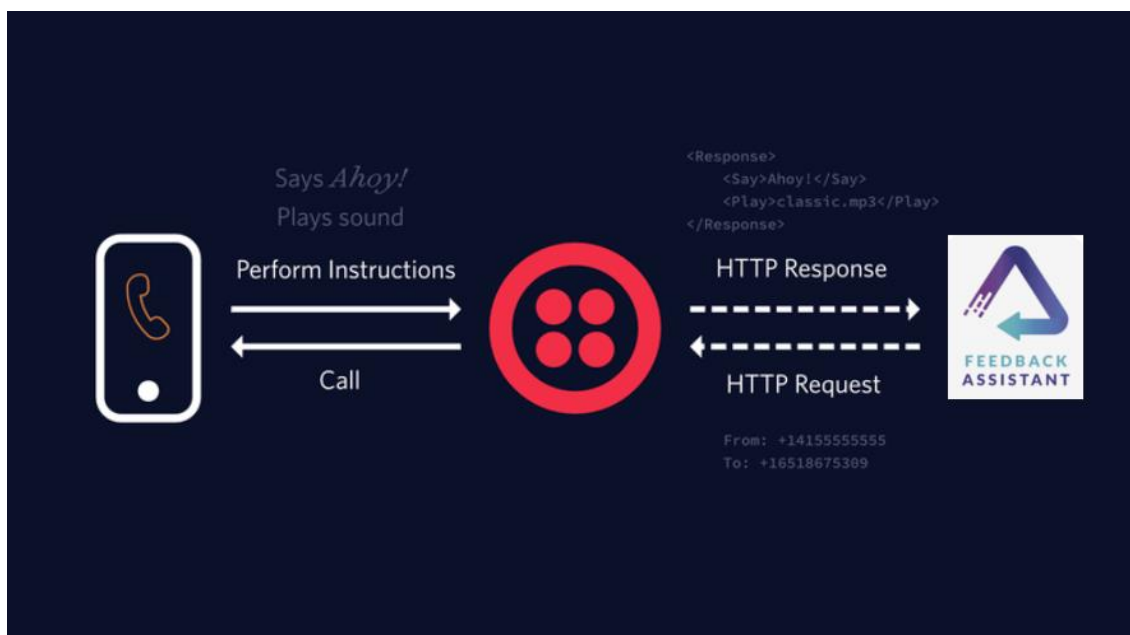 Says Ahoy!
Plays sound
Perform Instructions
Call
<Response>
<Say>Ahoy!</Say>
<Play>classic.mp3</Play>
</Response>
HTTP Response
HTTP Request
From: +14155555555
To: +16518675309
FEEDBACK
ASSISTANT